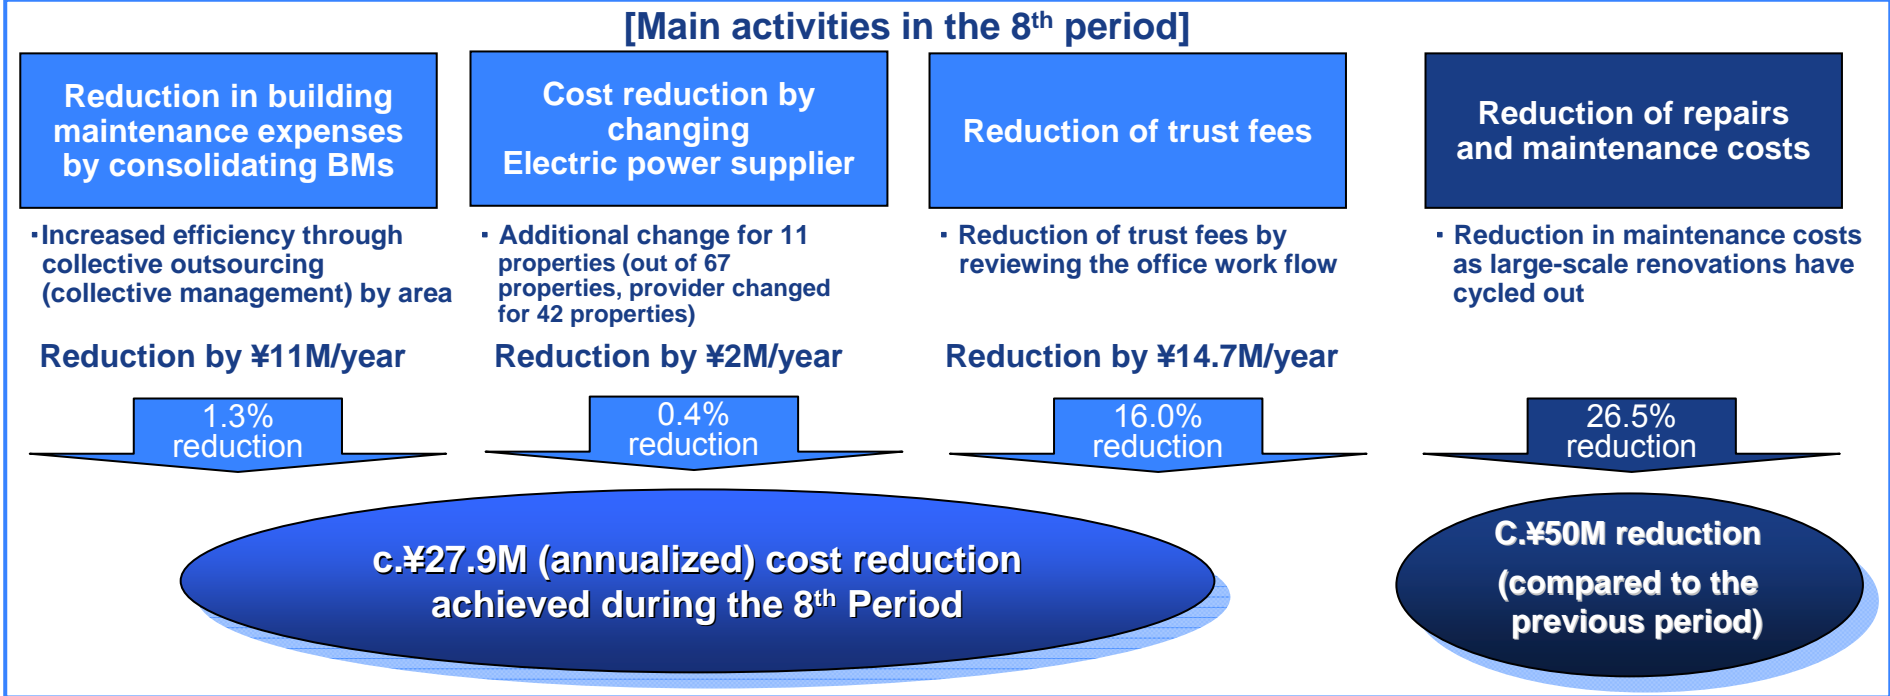 [Main activities in the 8th period]
Reduction in building
maintenance expenses
by consolidating BMs
▪Increased efficiency through
collective outsourcing
(collective management) by area
Reduction by ¥11M/year
1.3%
reduction
Cost reduction by
changing
Electric power supplier
▪ Additional change for 11
properties (out of 67
properties, provider changed
for 42 properties)
Reduction by ¥2M/year
0.4%
reduction
Reduction of trust fees
▪ Reduction of trust fees by
reviewing the office work flow
Reduction by ¥14.7M/year
16.0%
reduction
c.¥27.9M (annualized) cost reduction
achieved during the 8th Period
Reduction of repairs
and maintenance costs
▪ Reduction in maintenance costs
as large-scale renovations have
cycled out
26.5%
reduction
C.¥50M reduction
(compared to the
previous period)